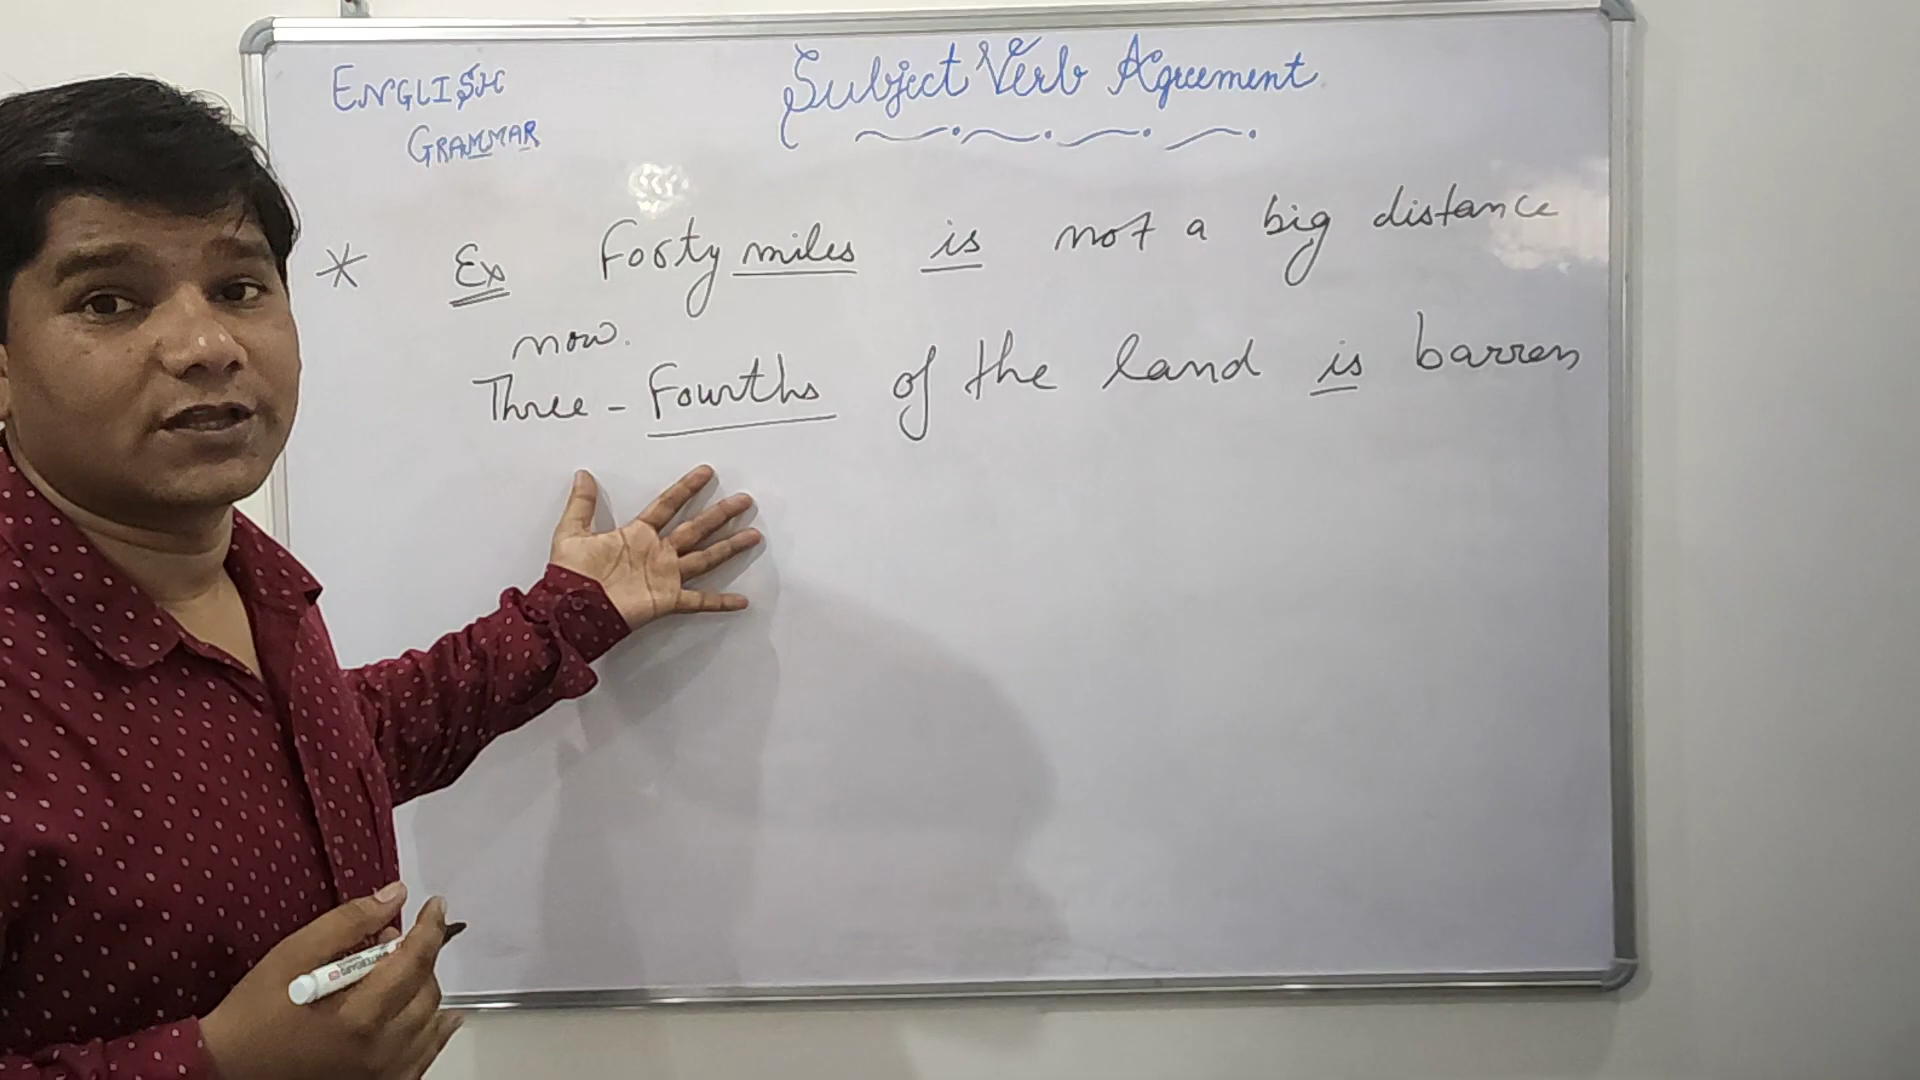 ENGLISH
GRAMMAR
Subject Verb Agreement
* Ex Forty miles is not a big distance
now.
Three - Fourths of the land is barren